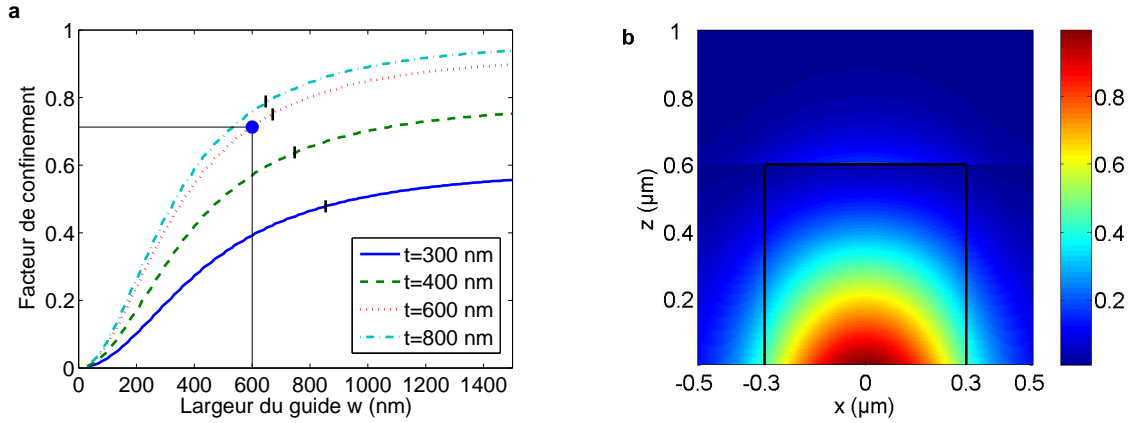 a
1
0.8
0.6
0.4
0.2
0
Facteur de confinement
0 200 400 600 800 1000 1200 1400
Largeur du guide w (nm)
t=300 nm
t=400 nm
t=600 nm
t=800 nm
b
1
0.8
0.6
0.4
0.2
z (µm)
-0.5 -0.3 0 0.3 0.5
x (µm)
0.8
0.6
0.4
0.2